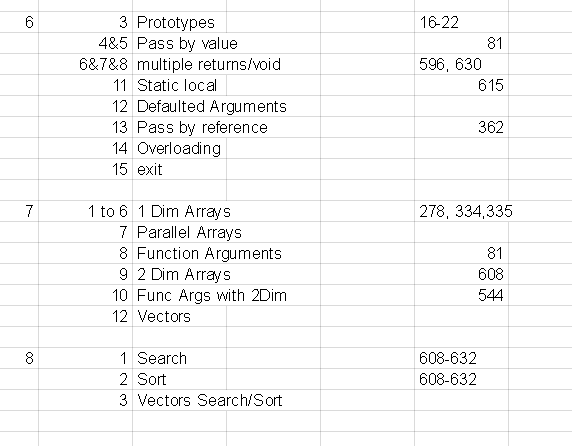 6 3 Prototypes 16-22
4&5 Pass by value 81
6&7&8 multiple returns/void 596, 630
11 Static local 615
12 Defaulted Arguments
13 Pass by reference 362
14 Overloading
15 exit
7 1 to 6 1 Dim Arrays 278, 334,335
7 Parallel Arrays
8 Function Arguments 81
9 2 Dim Arrays 608
10 Func Args with 2Dim 544
12 Vectors
8 1 Search 608-632
2 Sort 608-632
3 Vectors Search/Sort